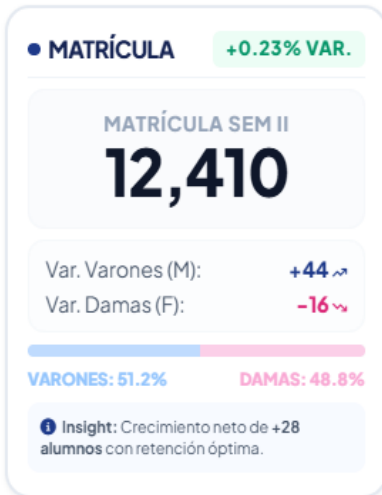 MATRÍCULA
+0.23% VAR.
MATRÍCULA SEM II
12,410
Var. Varones (M): +44
Var. Damas (F): -16
VARONES: 51.2% DAMAS: 48.8%
Insight: Crecimiento neto de +28
alumnos con retención óptima.